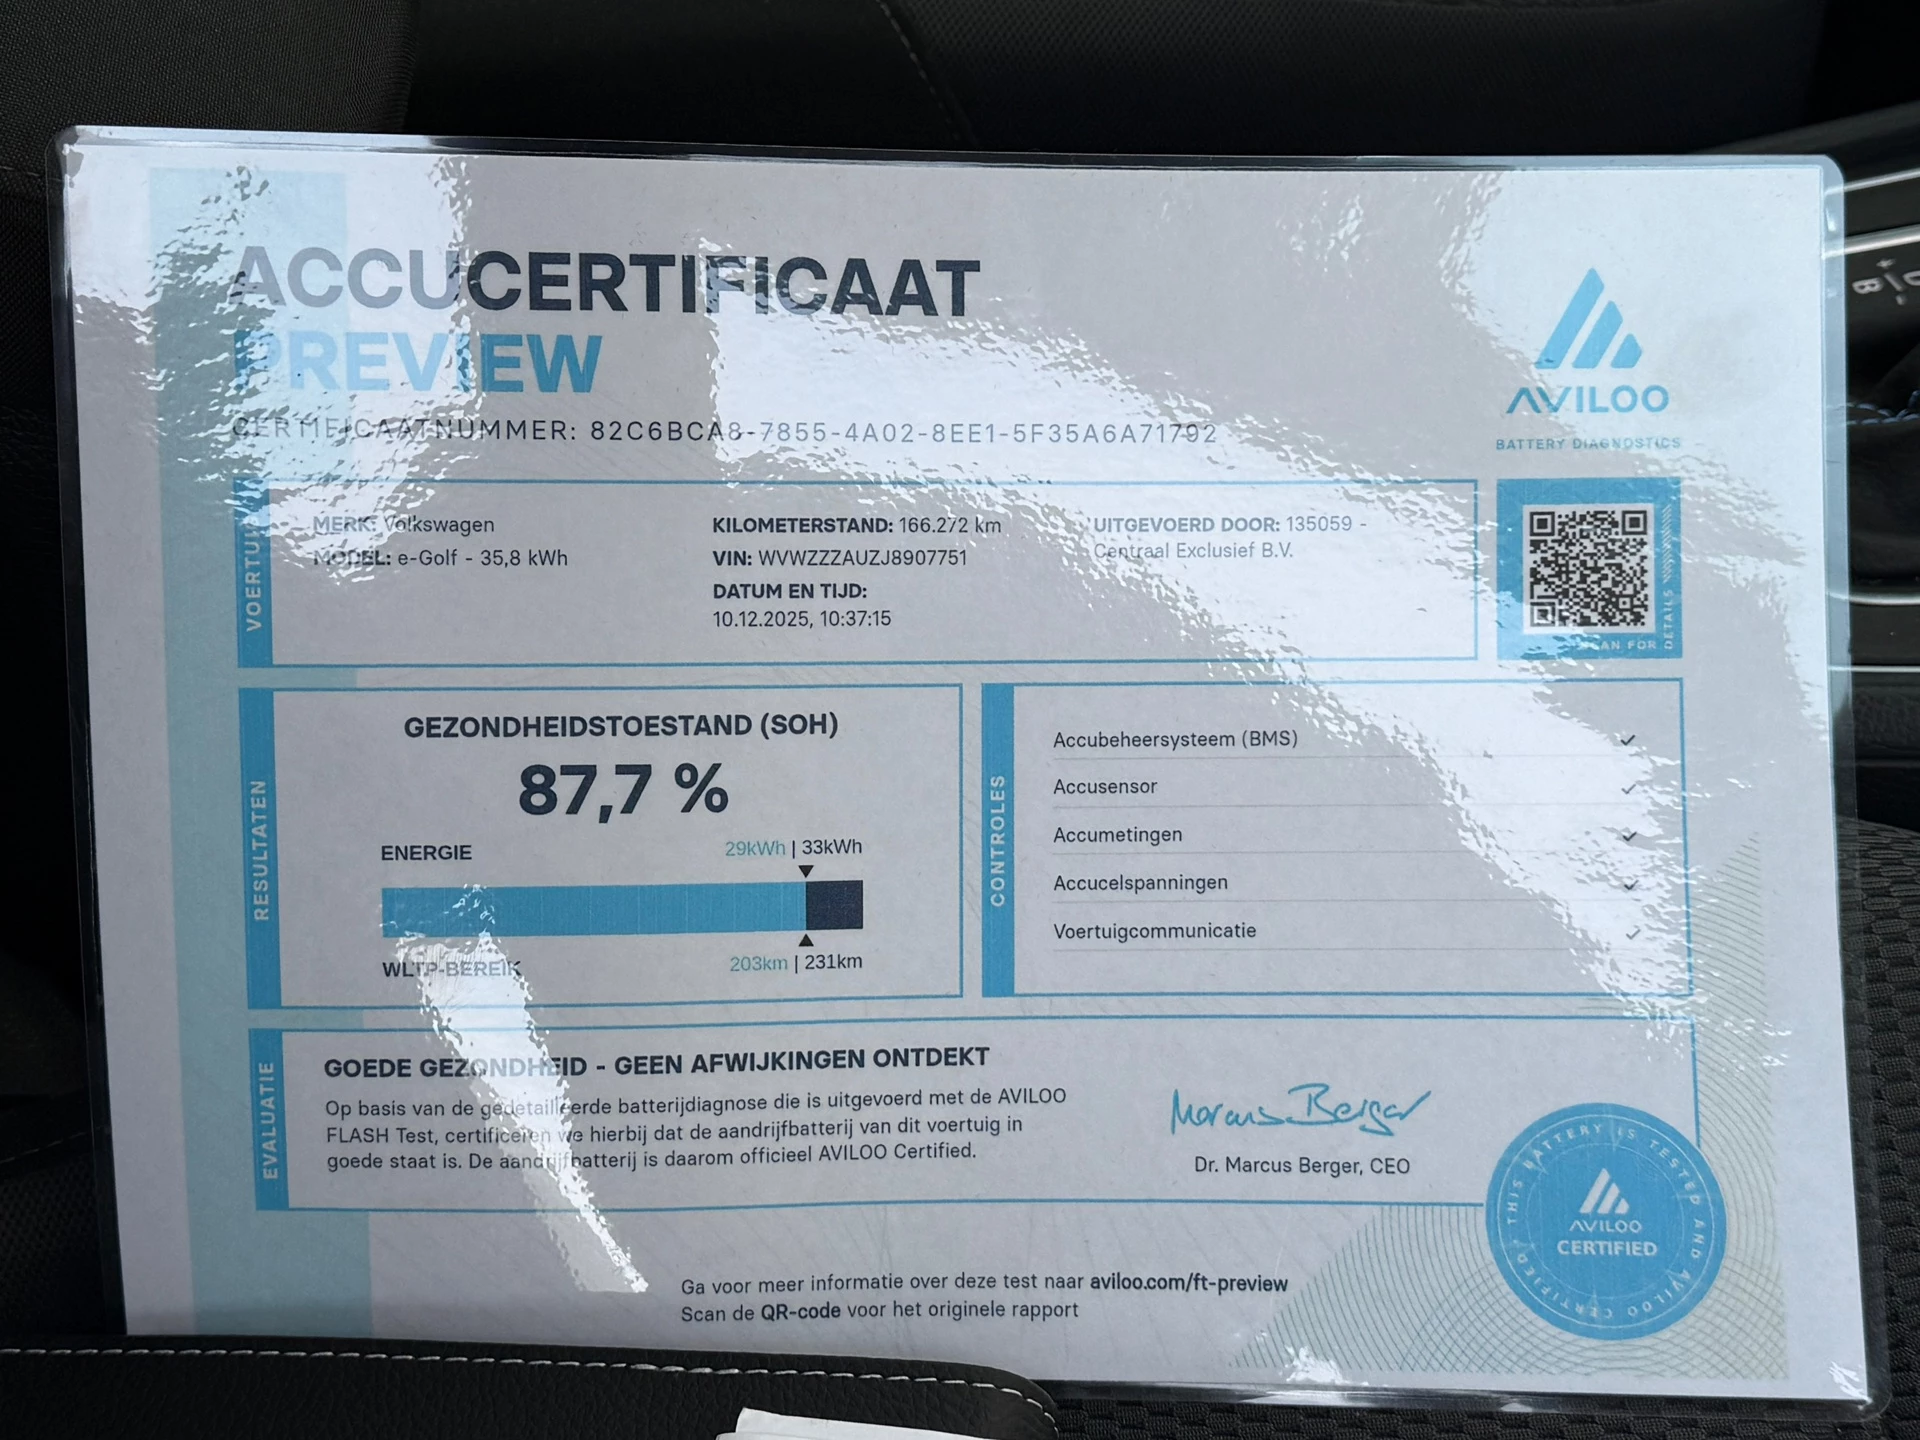 ACCUCERTIFICAAT
PREVIEW
CERTIFICAATNUMMER: 82C6BCA8-7855-4A02-8EE1-5F35A6A71792
AVILOO
BATTERY DIAGNOSTICS
VOERTUIG
MERK: Volkswagen
MODEL: e-Golf - 35,8 kWh
KILOMETERSTAND: 166.272 km
VIN: WVWZZZAUZJ8907751
DATUM EN TIJD:
10.12.2025, 10:37:15
UITGEVOERD DOOR: 135059 -
Centraal Exclusief B.V.
SCAN FOR
DETAILS
RESULTATEN
GEZONDHEIDSTOESTAND (SOH)
87,7 %
ENERGIE
29kWh | 33kWh
WLTP-BEREIK
203km | 231km
CONTROLES
Accubeheersysteem (BMS)
Accusensor
Accumetingen
Accucelspanningen
Voertuigcommunicatie
EVALUATIE
GOEDE GEZONDHEID - GEEN AFWIJKINGEN ONTDEKT
Op basis van de gedetailleerde batterijdiagnose die is uitgevoerd met de AVILOO
FLASH Test, certificeren we hierbij dat de aandrijfbatterij van dit voertuig in
goede staat is. De aandrijfbatterij is daarom officieel AVILOO Certified.
Marcus Berger
Dr. Marcus Berger, CEO
THIS BATTERY IS TESTED AND AVILOO CERTIFIED
AVILOO
CERTIFIED
Ga voor meer informatie over deze test naar aviloo.com/ft-preview
Scan de QR-code voor het originele rapport